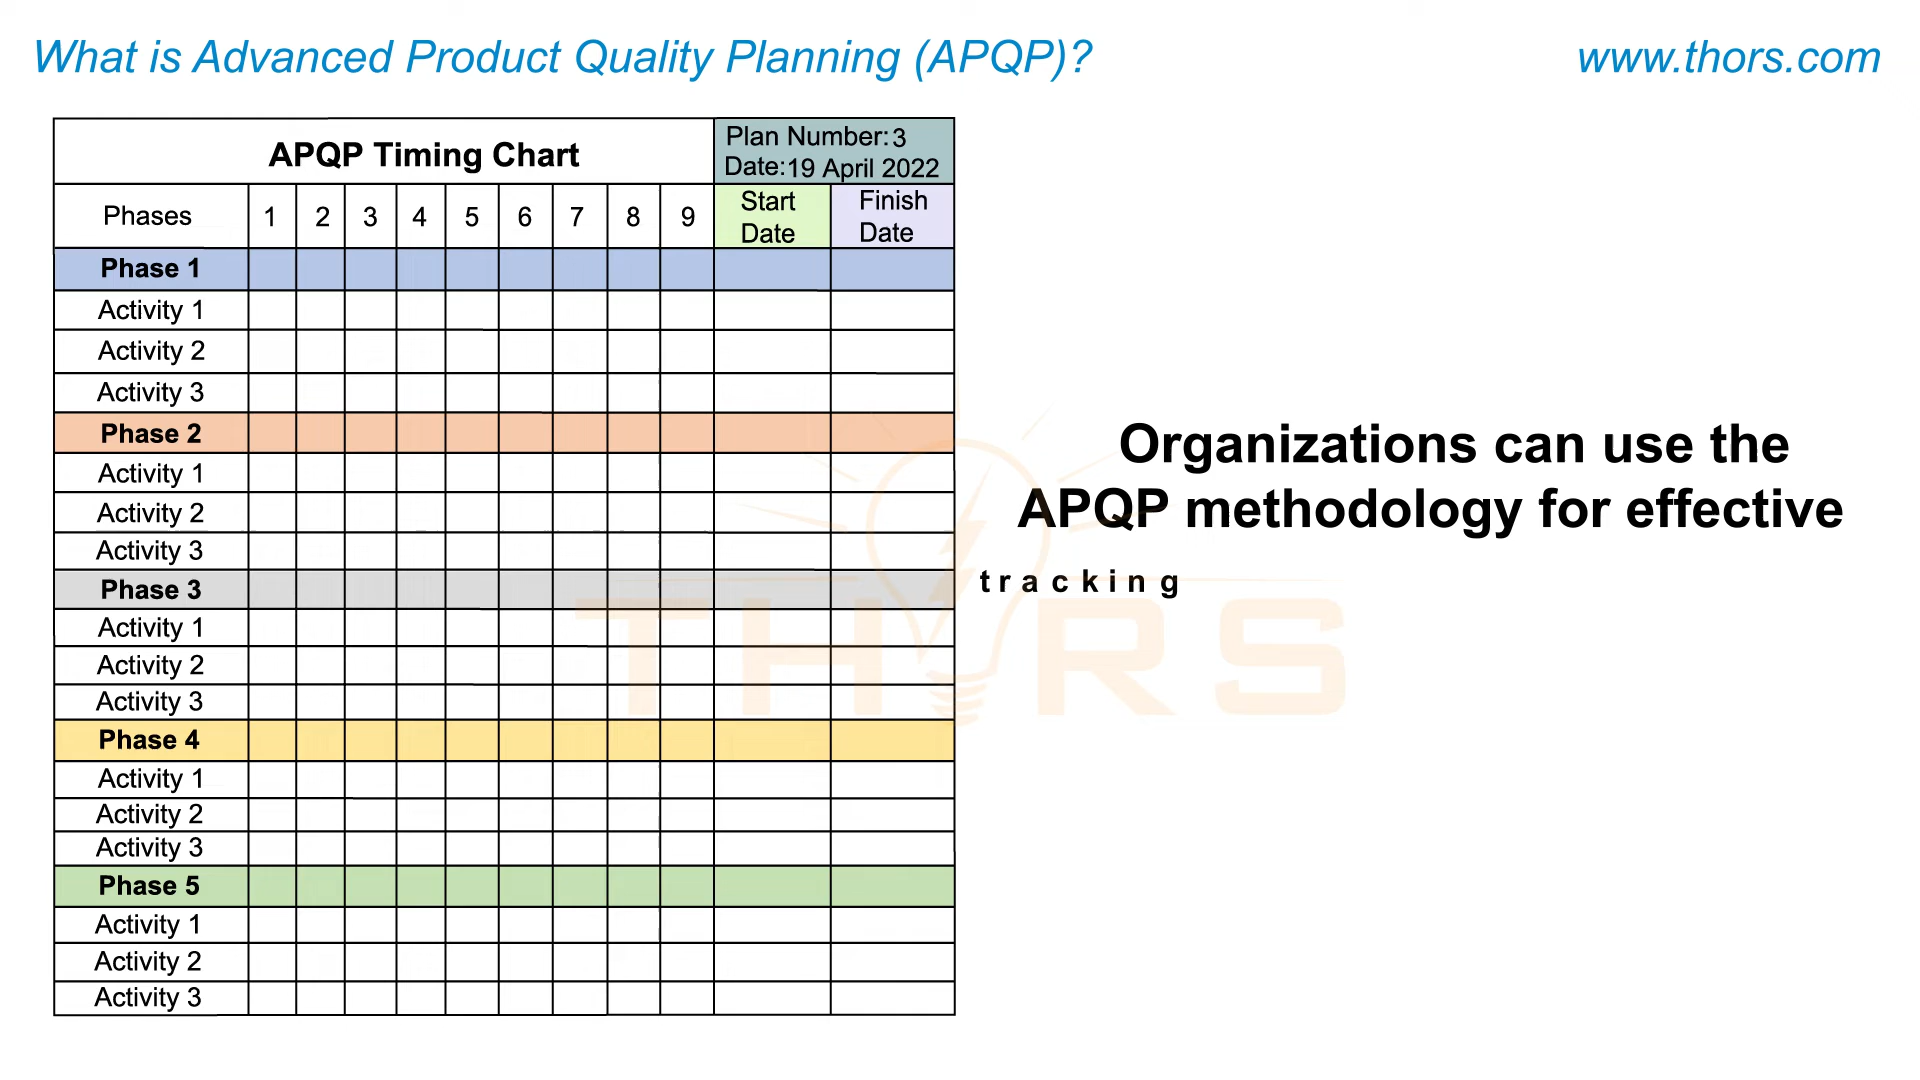 What is Advanced Product Quality Planning (APQP)?
www.thors.com
APQP Timing Chart
Plan Number: 3
Date: 19 April 2022
Phases 1 2 3 4 5 6 7 8 9 Start Date Finish Date
Phase 1
Activity 1
Activity 2
Activity 3
Phase 2
Activity 1
Activity 2
Activity 3
Phase 3
Activity 1
Activity 2
Activity 3
Phase 4
Activity 1
Activity 2
Activity 3
Phase 5
Activity 1
Activity 2
Activity 3
Organizations can use the
APQP methodology for effective
tracking
THORS